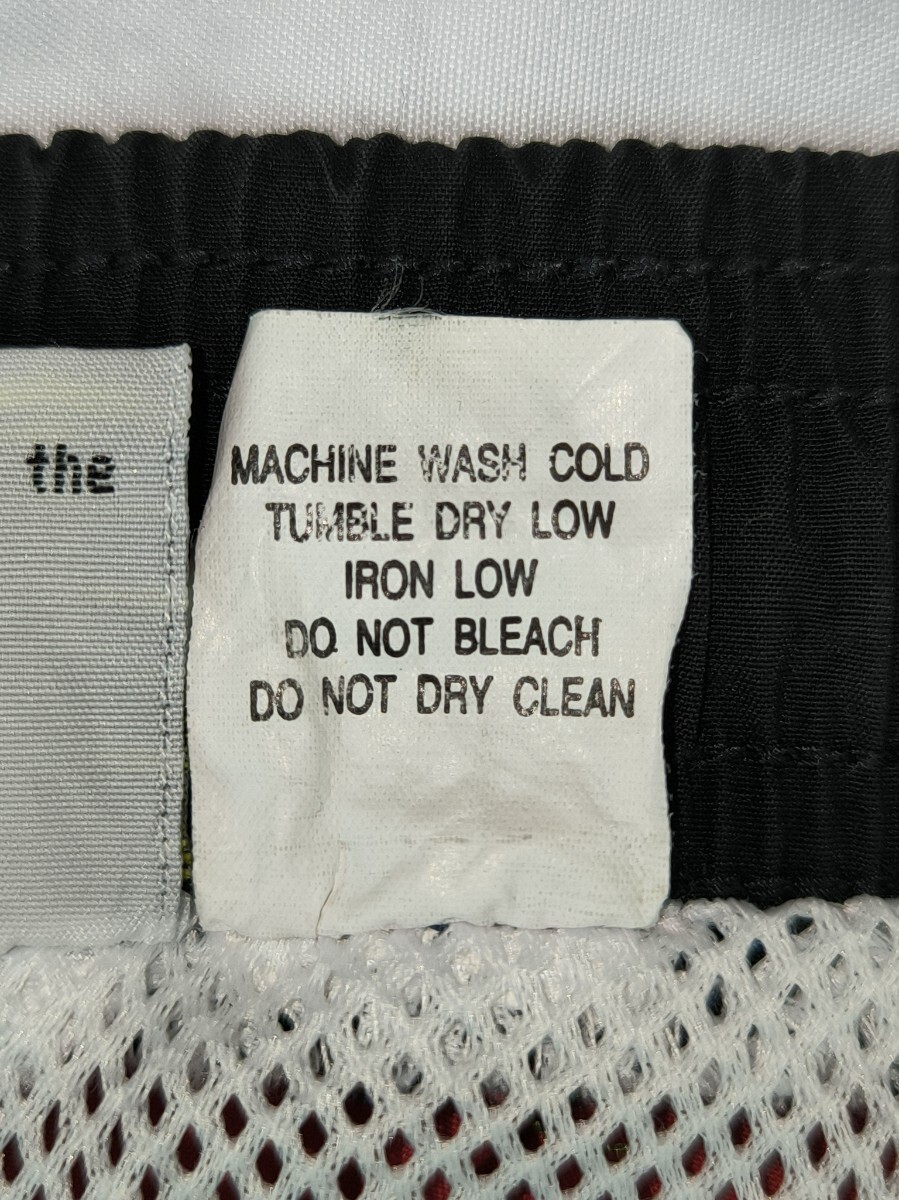 the
MACHINE WASH COLD
TUMBLE DRY LOW
IRON LOW
DO NOT BLEACH
DO NOT DRY CLEAN